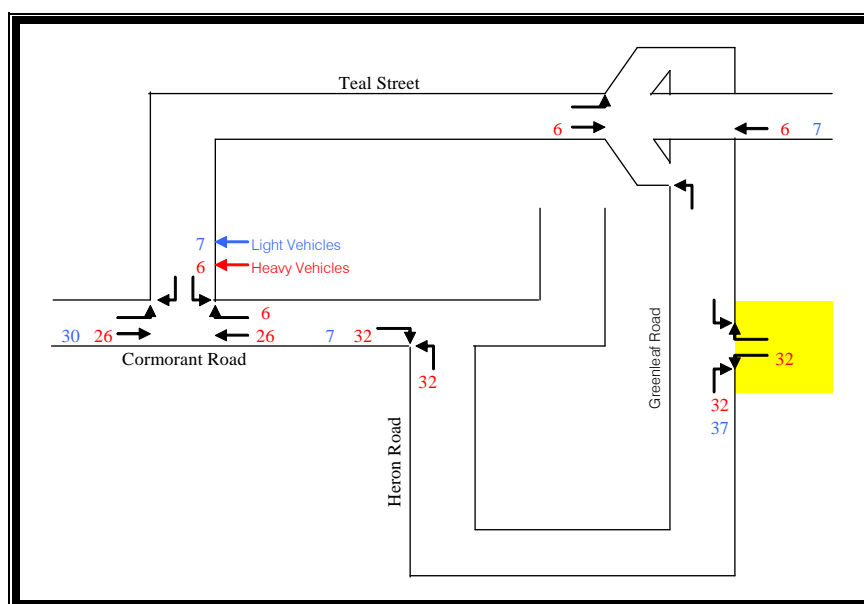 Teal Street
6
6 7
7 Light Vehicles
6 Heavy Vehicles
6
30 26
26 7 32
Cormorant Road
32
Heron Road
Greenleaf Road
32
32
37